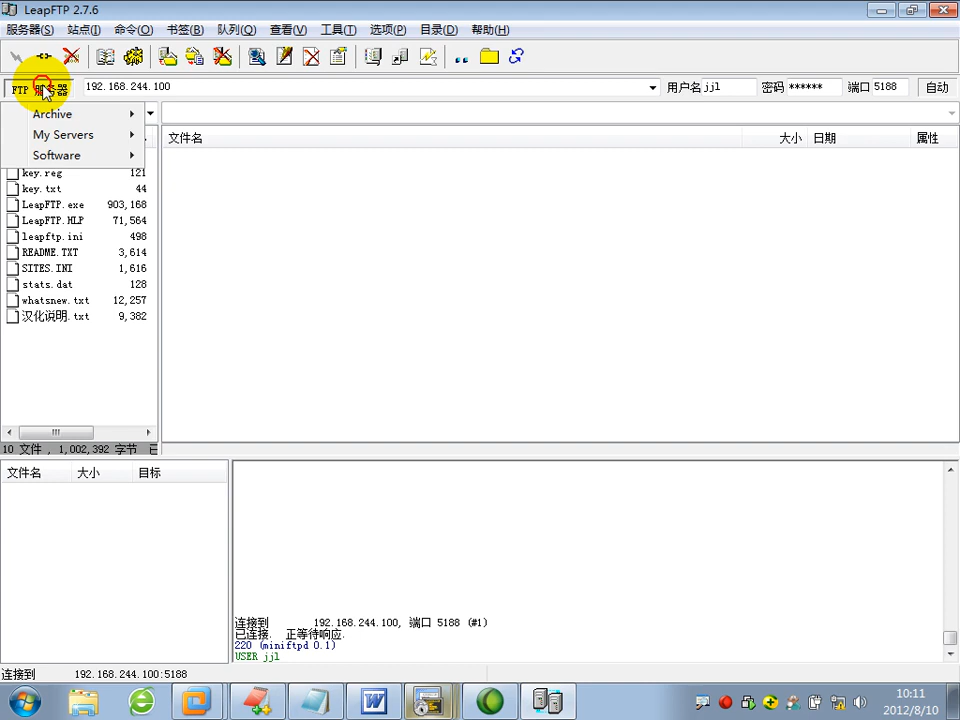 LeapFTP 2.7.6
服务器(S) 站点(I) 命令(C) 书签(B) 队列(Q) 查看(V) 工具(T) 选项(P) 目录(D) 帮助(H)
FTP 服务器 192.168.244.100 用户名 jjl 密码 ****** 端口 5188 自动
Archive
My Servers
Software
文件名 大小 日期 属性
key.reg 121
key.txt 44
LeapFTP.exe 903,168
LeapFTP.HLP 71,564
leapftp.ini 498
README.TXT 3,614
SITES.INI 1,616
stats.dat 128
whatsnew.txt 12,257
汉化说明.txt 9,382
10 文件 , 1,002,392 字节
文件名 大小 目标
连接到 192.168.244.100, 端口 5188 (#1)
已连接. 正等待响应.
220 (miniftpd 0.1)
USER jjl
连接到 192.168.244.100:5188
10:11
2012/8/10